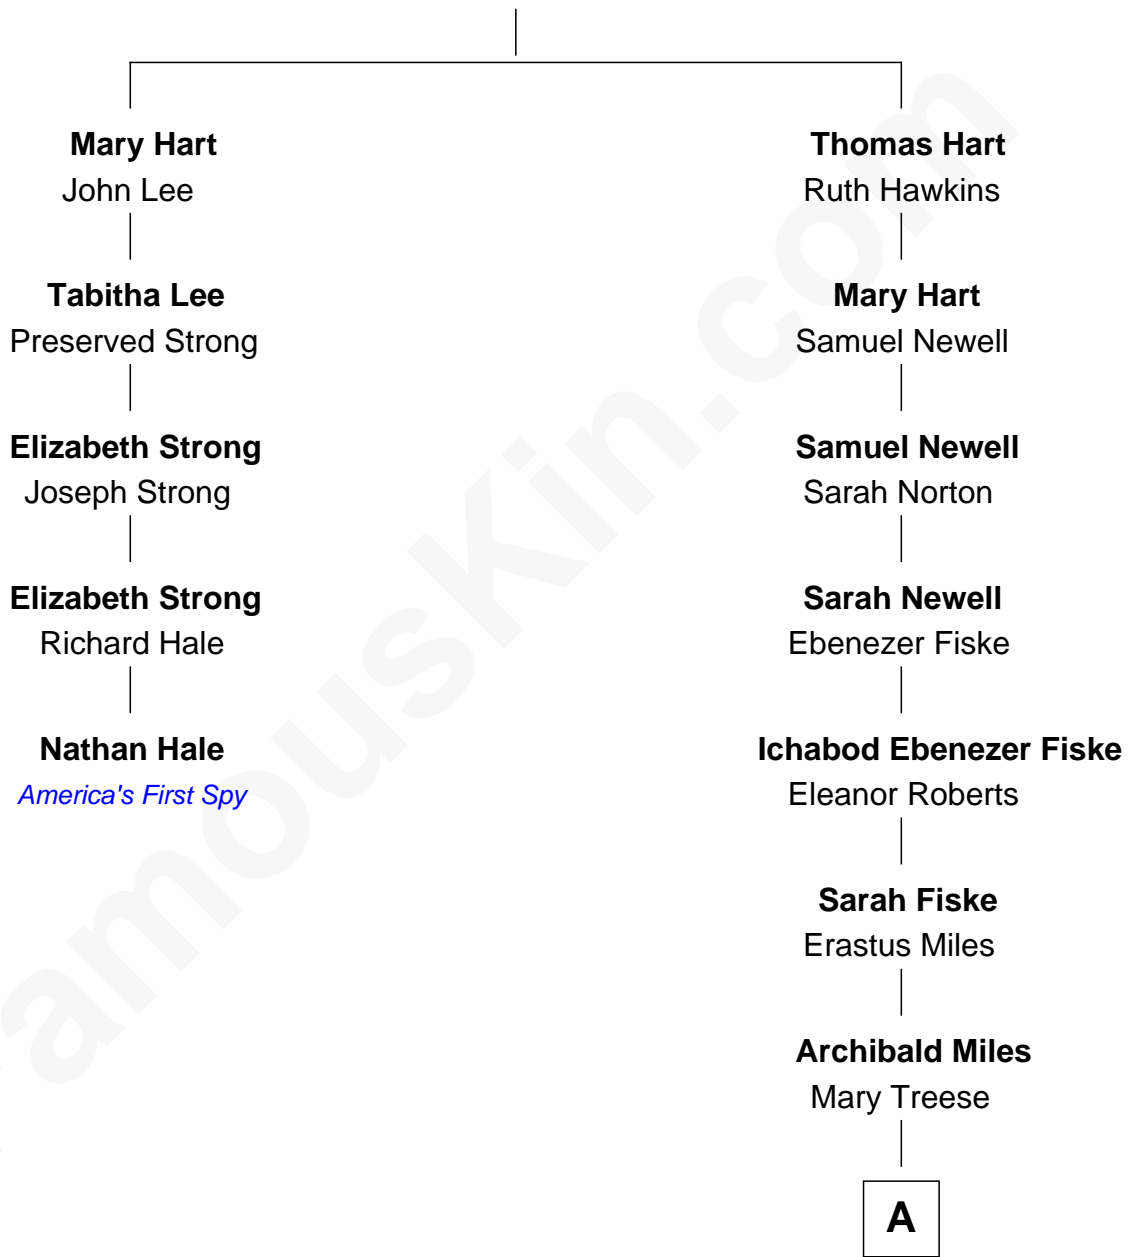 Mary Hart
John Lee
Tabitha Lee
Preserved Strong
Elizabeth Strong
Joseph Strong
Elizabeth Strong
Richard Hale
Nathan Hale
America's First Spy
Thomas Hart
Ruth Hawkins
Mary Hart
Samuel Newell
Samuel Newell
Sarah Norton
Sarah Newell
Ebenezer Fiske
Ichabod Ebenezer Fiske
Eleanor Roberts
Sarah Fiske
Erastus Miles
Archibald Miles
Mary Treese
A
amouskin.com